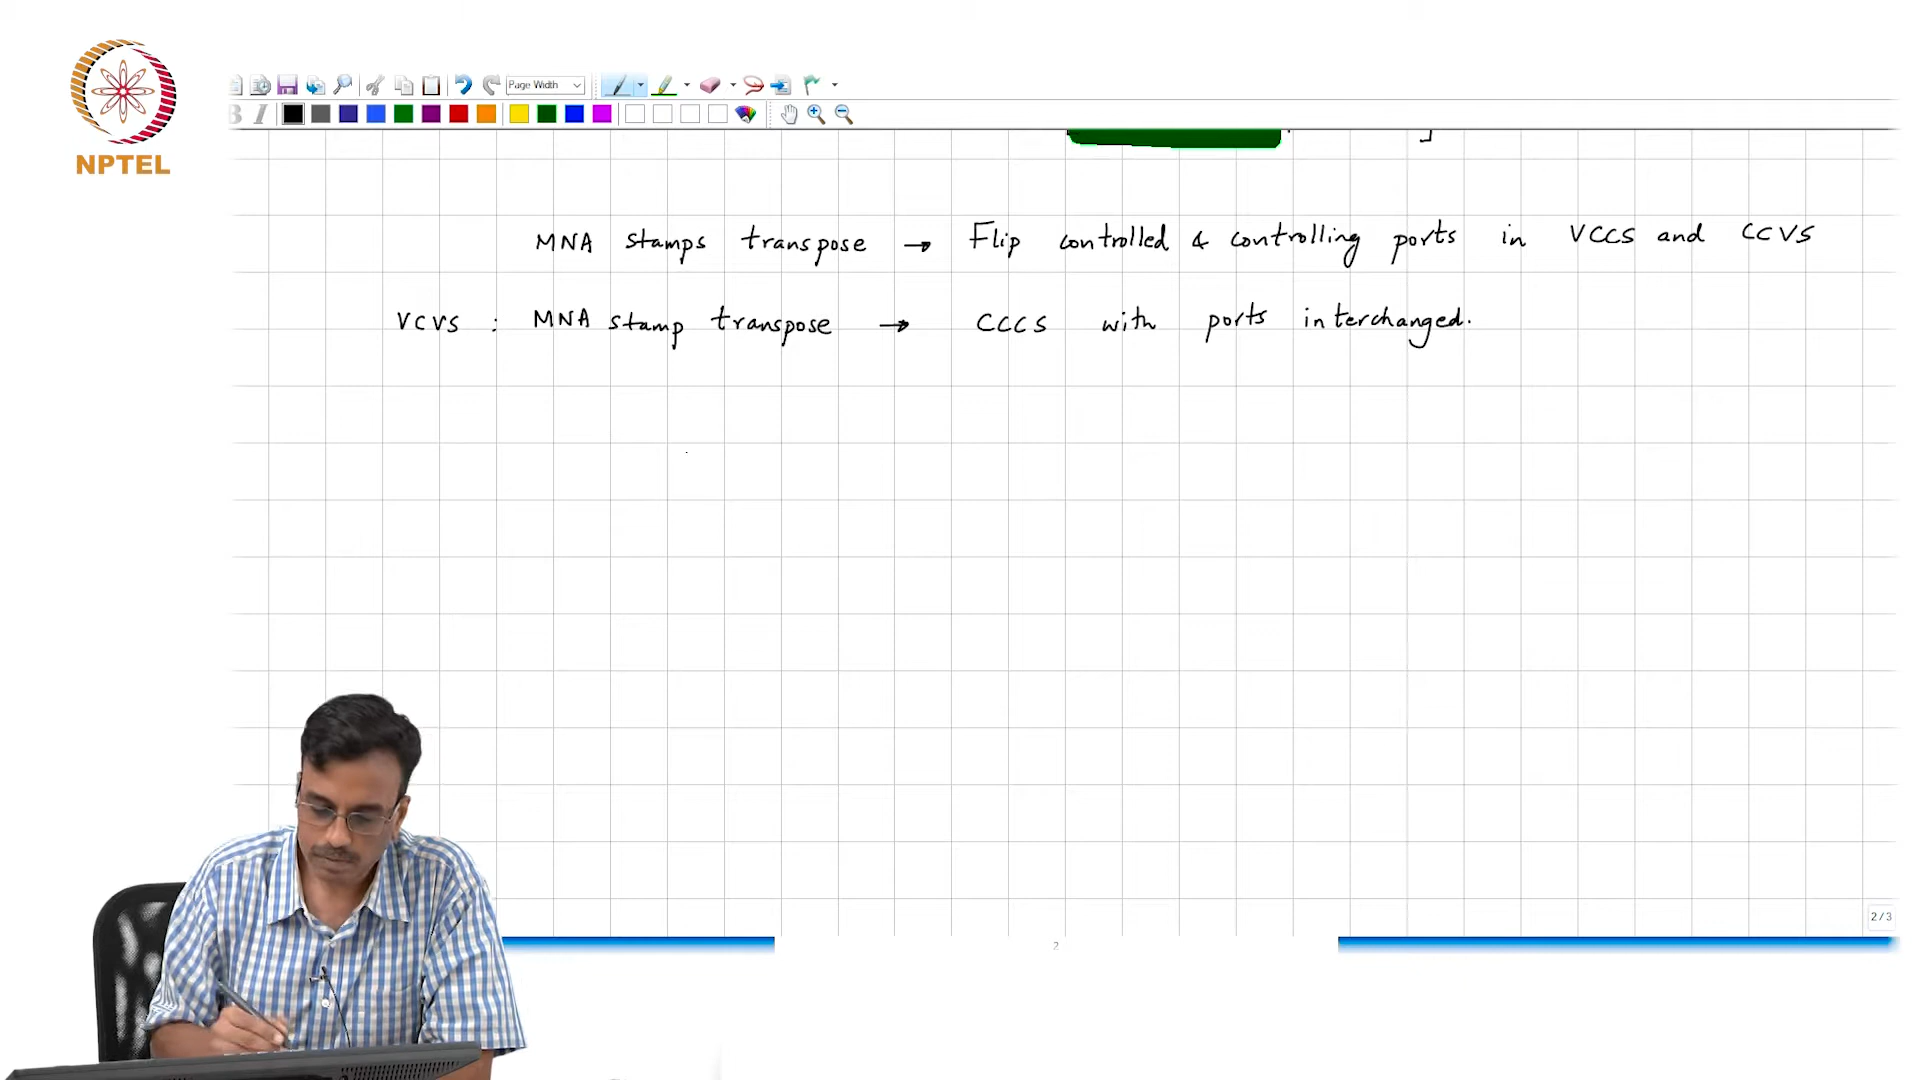 NPTEL
Page Width
B I
MNA stamps transpose → Flip controlled & controlling ports in VCCS and CCVS
VCVS : MNA stamp transpose → CCCS with ports interchanged.
2/3
2